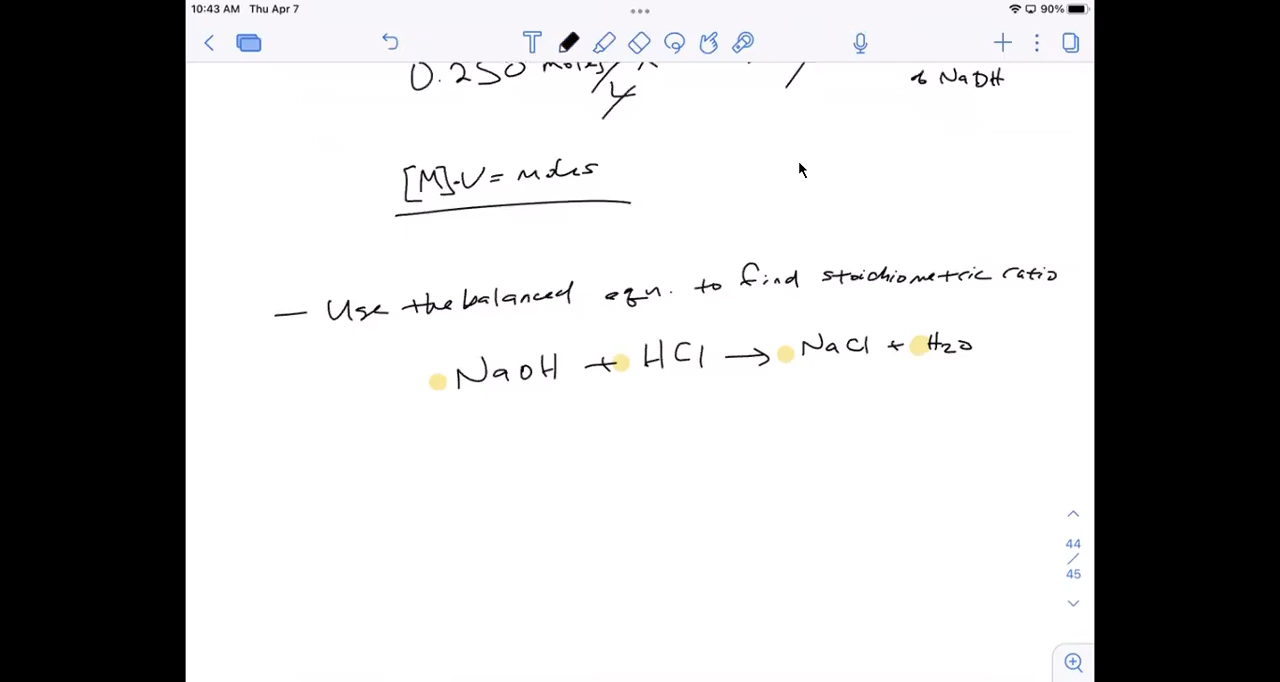 10:43 AM Thu Apr 7
90%
0.250 moles/
NaOH
[M]·V = moles
— Use the balanced eqn. to find stoichiometric ratio
NaOH + HCl → NaCl + H2O
44
/
45